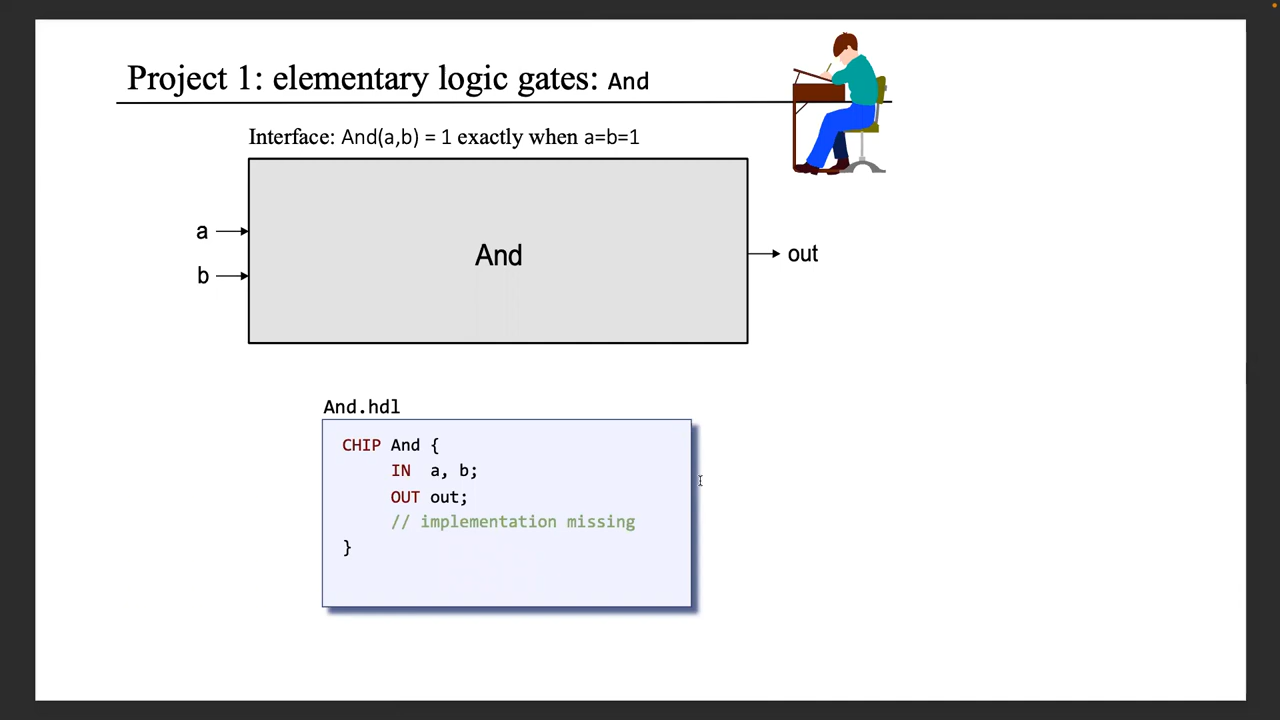 Project 1: elementary logic gates: And
Interface: And(a,b) = 1 exactly when a=b=1
a
b
And
out
And.hdl
CHIP And {
IN a, b;
OUT out;
// implementation missing
}